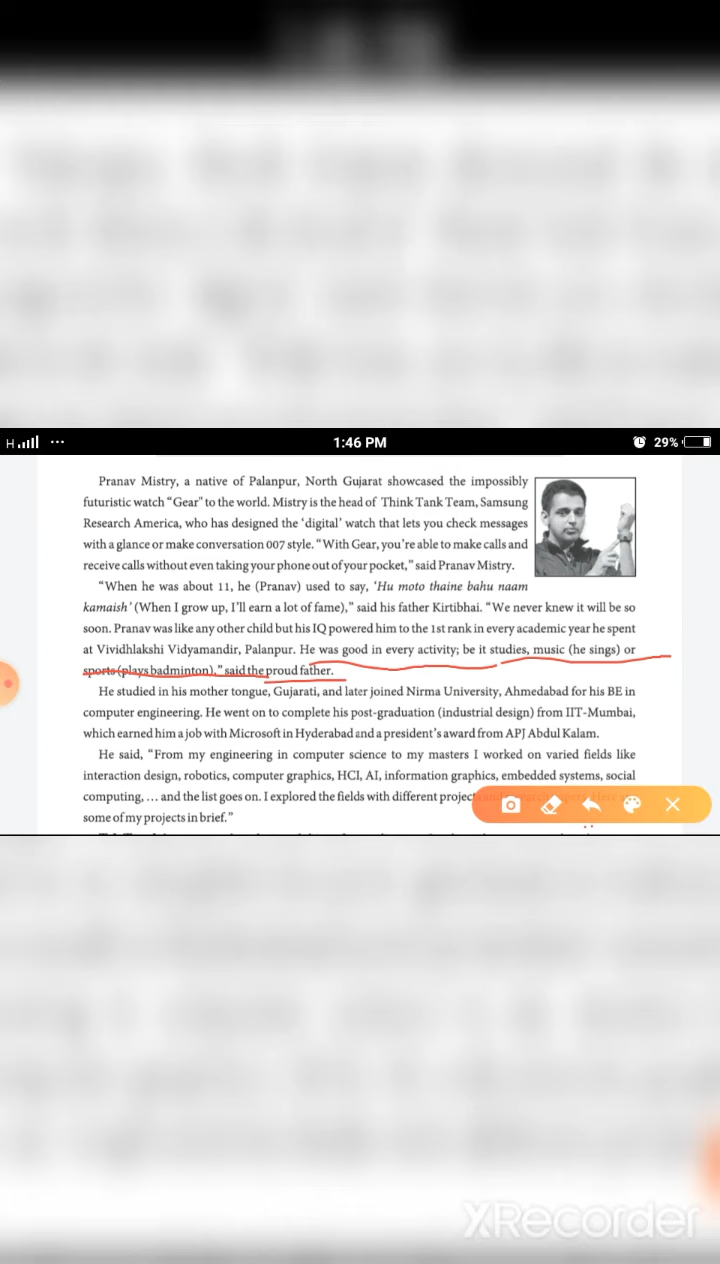 H
1:46 PM
29%
Pranav Mistry, a native of Palanpur, North Gujarat showcased the impossibly
futuristic watch “Gear” to the world. Mistry is the head of Think Tank Team, Samsung
Research America, who has designed the ‘digital’ watch that lets you check messages
with a glance or make conversation 007 style. “With Gear, you’re able to make calls and
receive calls without even taking your phone out of your pocket,” said Pranav Mistry.
“When he was about 11, he (Pranav) used to say, ‘Hu moto thaine bahu naam
kamaish’ (When I grow up, I’ll earn a lot of fame),” said his father Kirtibhai. “We never knew it will be so
soon. Pranav was like any other child but his IQ powered him to the 1st rank in every academic year he spent
at Vividhlakshi Vidyamandir, Palanpur. He was good in every activity; be it studies, music (he sings) or
sports (plays badminton),” said the proud father.
He studied in his mother tongue, Gujarati, and later joined Nirma University, Ahmedabad for his BE in
computer engineering. He went on to complete his post-graduation (industrial design) from IIT-Mumbai,
which earned him a job with Microsoft in Hyderabad and a president’s award from APJ Abdul Kalam.
He said, “From my engineering in computer science to my masters I worked on varied fields like
interaction design, robotics, computer graphics, HCI, AI, information graphics, embedded systems, social
computing, … and the list goes on. I explored the fields with different project
some of my projects in brief.”
XRecorder